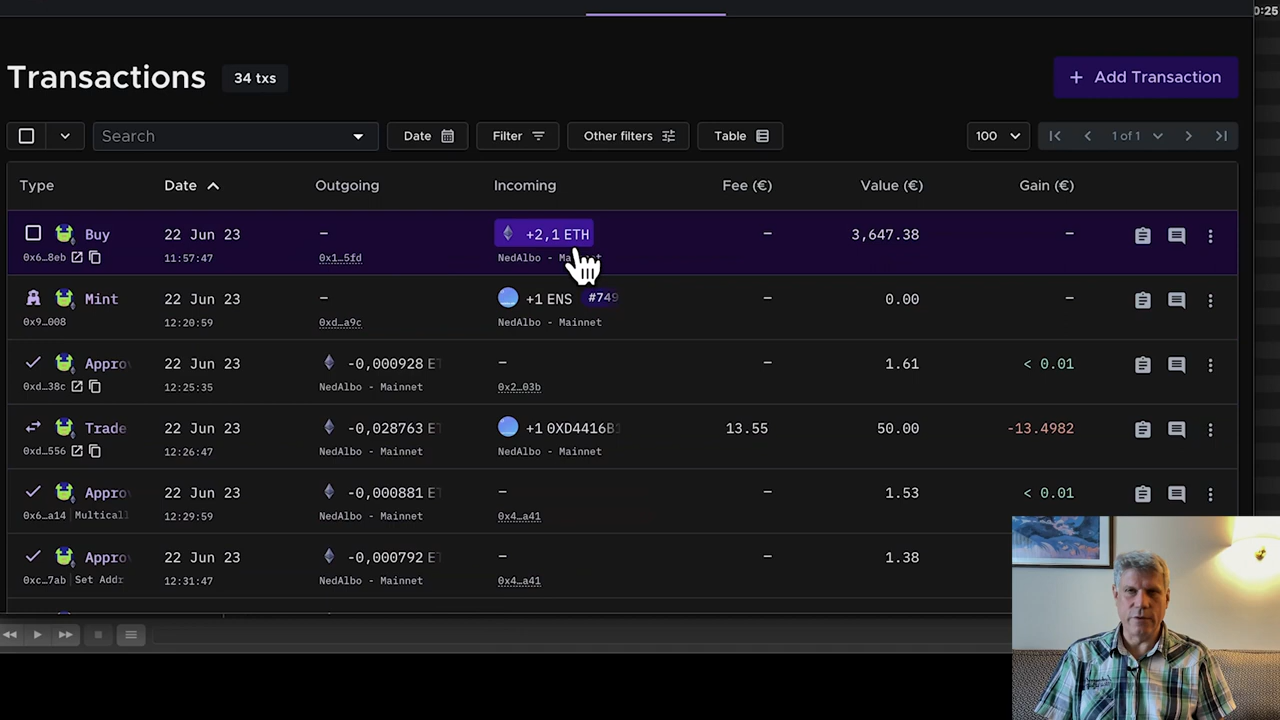 0:25
Transactions 34 txs + Add Transaction
Search Date Filter Other filters Table 100 1 of 1
Type Date Outgoing Incoming Fee (€) Value (€) Gain (€)
Buy 22 Jun 23 – +2,1 ETH – 3,647.38 –
0x6…8eb 11:57:47 0x1…5fd NedAlbo - Mainnet
Mint 22 Jun 23 – +1 ENS #749 – 0.00 –
0x9…008 12:20:59 0xd…a9c NedAlbo - Mainnet
Appro 22 Jun 23 -0,000928 ET – – 1.61 < 0.01
0xd…38c 12:25:35 NedAlbo - Mainnet 0x2…03b
Trade 22 Jun 23 -0,028763 E +1 0XD4416B1 13.55 50.00 -13.4982
0xd…556 12:26:47 NedAlbo - Mainnet NedAlbo - Mainnet
Appro 22 Jun 23 -0,000881 E – – 1.53 < 0.01
0x6…a14 Multicall 12:29:59 NedAlbo - Mainnet 0x4…a41
Appro 22 Jun 23 -0,000792 E – – 1.38
0xc…7ab Set Addr 12:31:47 NedAlbo - Mainnet 0x4…a41